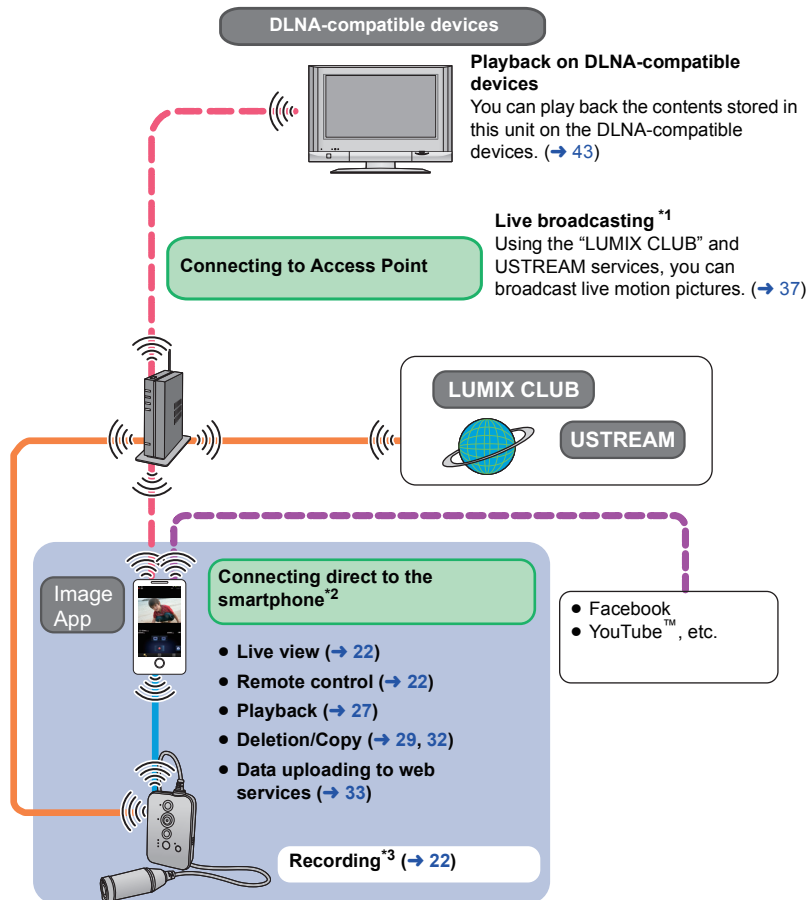 DLNA-compatible devices
Playback on DLNA-compatible
devices
You can play back the contents stored in
this unit on the DLNA-compatible
devices. (➜ 43)
Live broadcasting *1
Using the “LUMIX CLUB” and
USTREAM services, you can
broadcast live motion pictures. (➜ 37)
Connecting to Access Point
LUMIX CLUB
USTREAM
Image
App
Connecting direct to the
smartphone*2
● Live view (➜ 22)
● Remote control (➜ 22)
● Playback (➜ 27)
● Deletion/Copy (➜ 29, 32)
● Data uploading to web
services (➜ 33)
● Facebook
● YouTube™, etc.
Recording*3 (➜ 22)